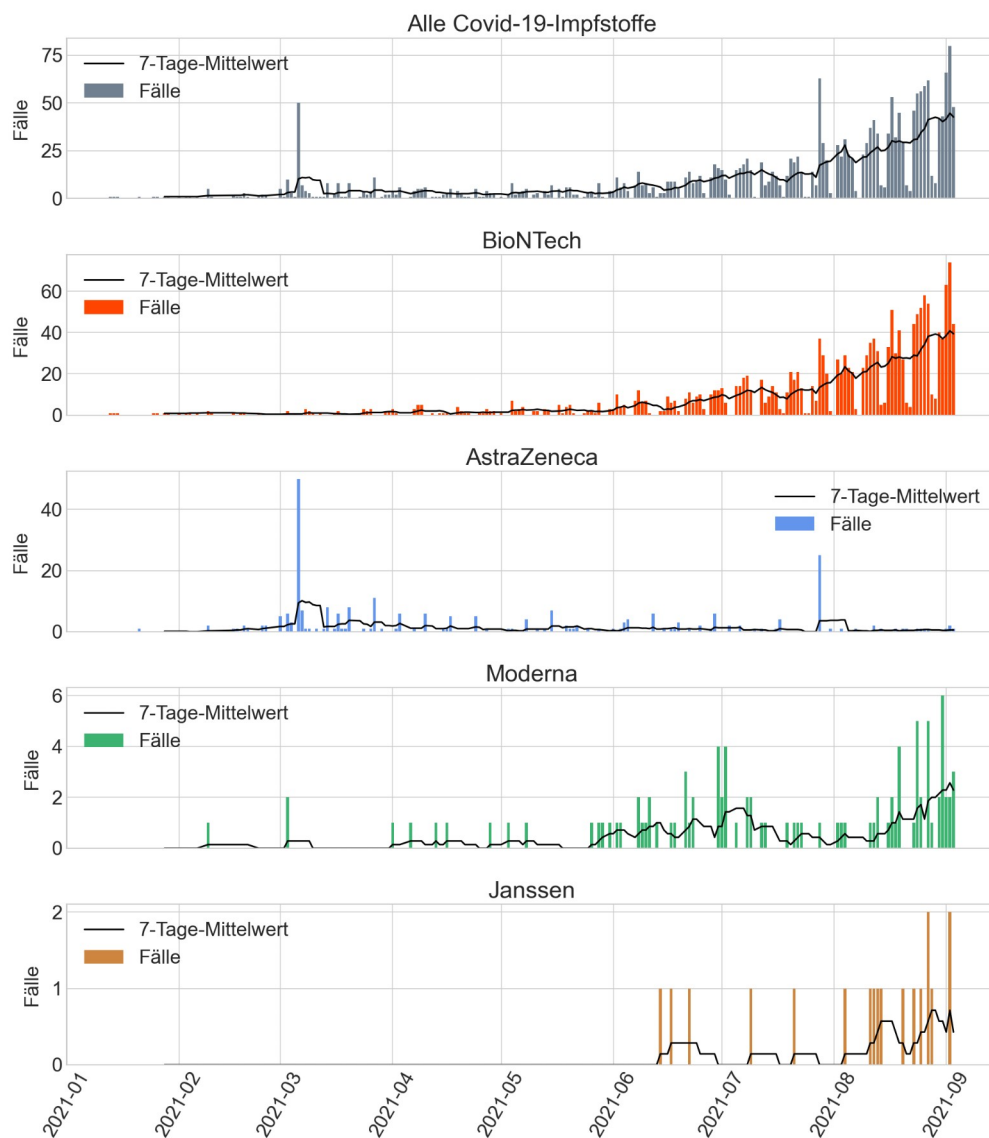 Alle Covid-19-Impfstoffe
75
50
25
0
Fälle
7-Tage-Mittelwert
Fälle
BioNTech
60
40
20
0
Fälle
7-Tage-Mittelwert
Fälle
AstraZeneca
40
20
0
Fälle
7-Tage-Mittelwert
Fälle
Moderna
6
4
2
0
Fälle
7-Tage-Mittelwert
Fälle
Janssen
2
1
0
Fälle
7-Tage-Mittelwert
Fälle
2021-01
2021-02
2021-03
2021-04
2021-05
2021-06
2021-07
2021-08
2021-09